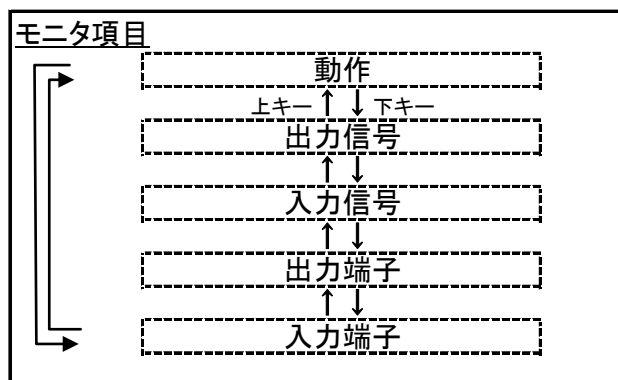 モニタ項目
動作
上キー 下キー
出力信号
入力信号
出力端子
入力端子